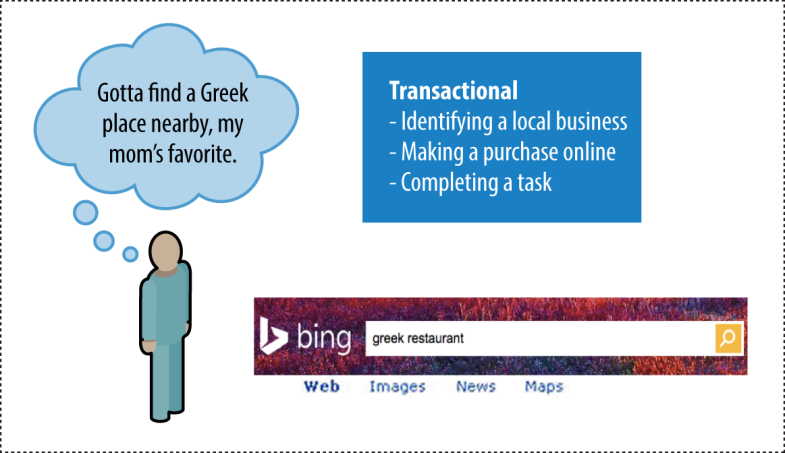 Gotta find a Greek
place nearby, my
mom's favorite.
Transactional
- Identifying a local business
- Making a purchase online
- Completing a task
bing greek restaurant
Web Images News Maps